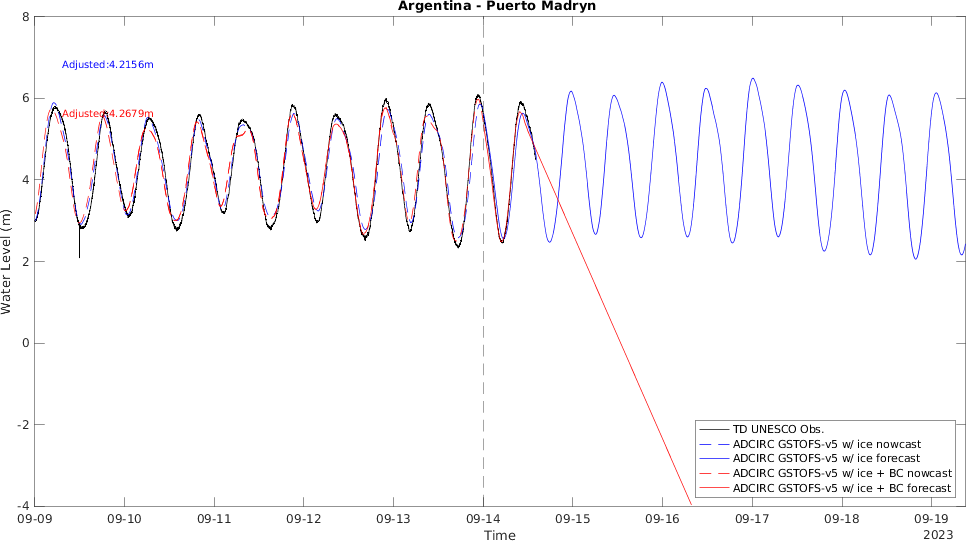 Argentina - Puerto Madryn
8
6
4
2
0
-2
-4
Water Level (m)
Adjusted:4.2156m
Adjusted:4.2679m
TD UNESCO Obs.
ADCIRC GSTOFS-v5 w/ ice nowcast
ADCIRC GSTOFS-v5 w/ ice forecast
ADCIRC GSTOFS-v5 w/ ice + BC nowcast
ADCIRC GSTOFS-v5 w/ ice + BC forecast
09-09 09-10 09-11 09-12 09-13 09-14 09-15 09-16 09-17 09-18 09-19
Time
2023